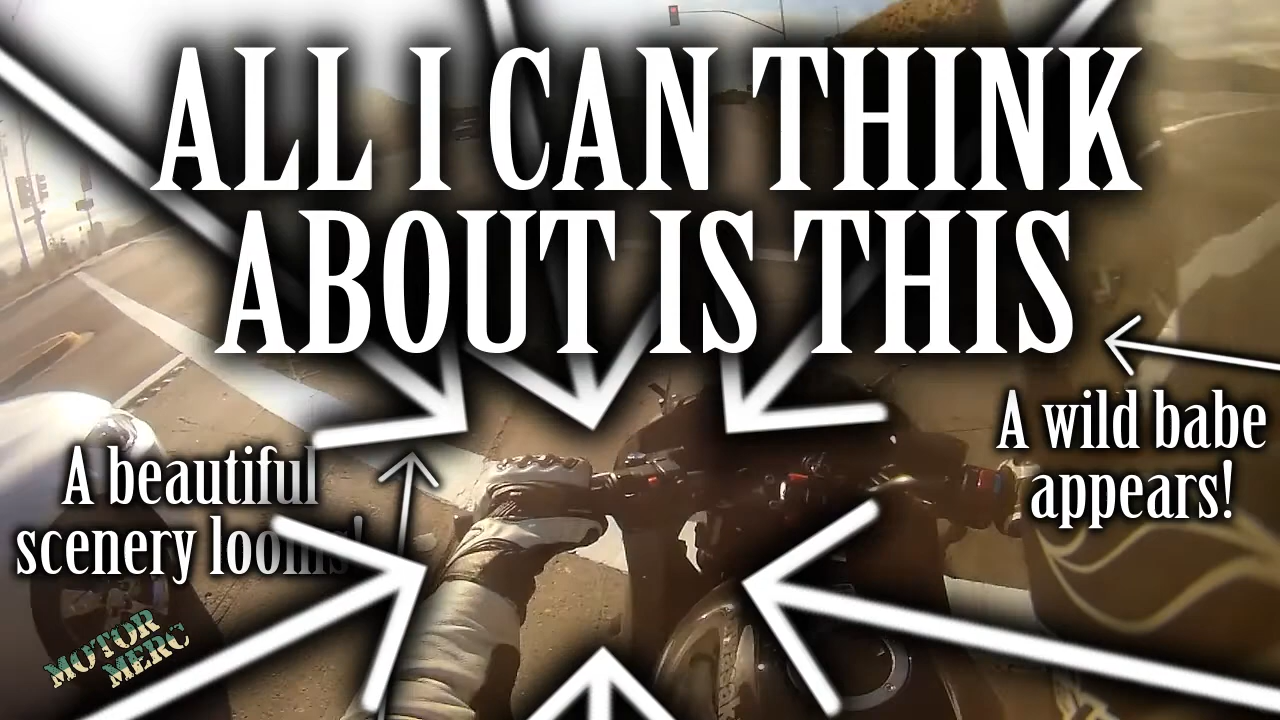 ALL I CAN THINK
ABOUT IS THIS
A wild babe
appears!
A beautiful
scenery looms!
MOTOR
MERC